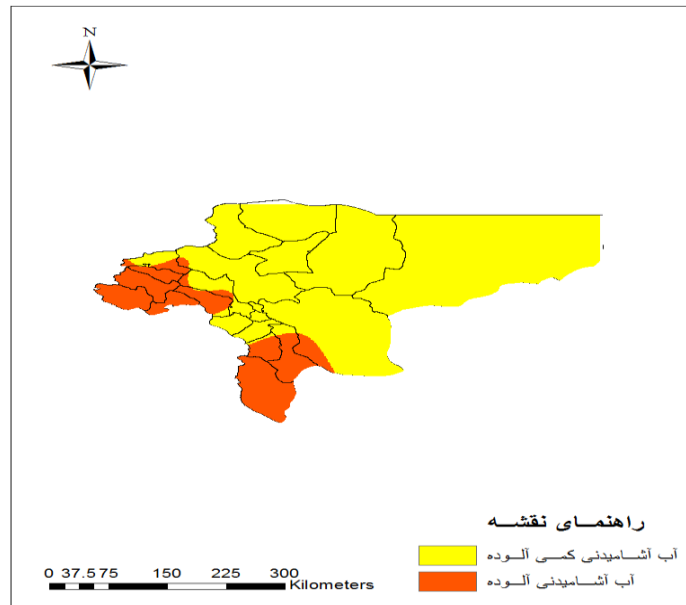 N
راهنمای نقشه
آب آشامیدنی کمی آلوده
آب آشامیدنی آلوده
0 37.5 75 150 225 300
Kilometers